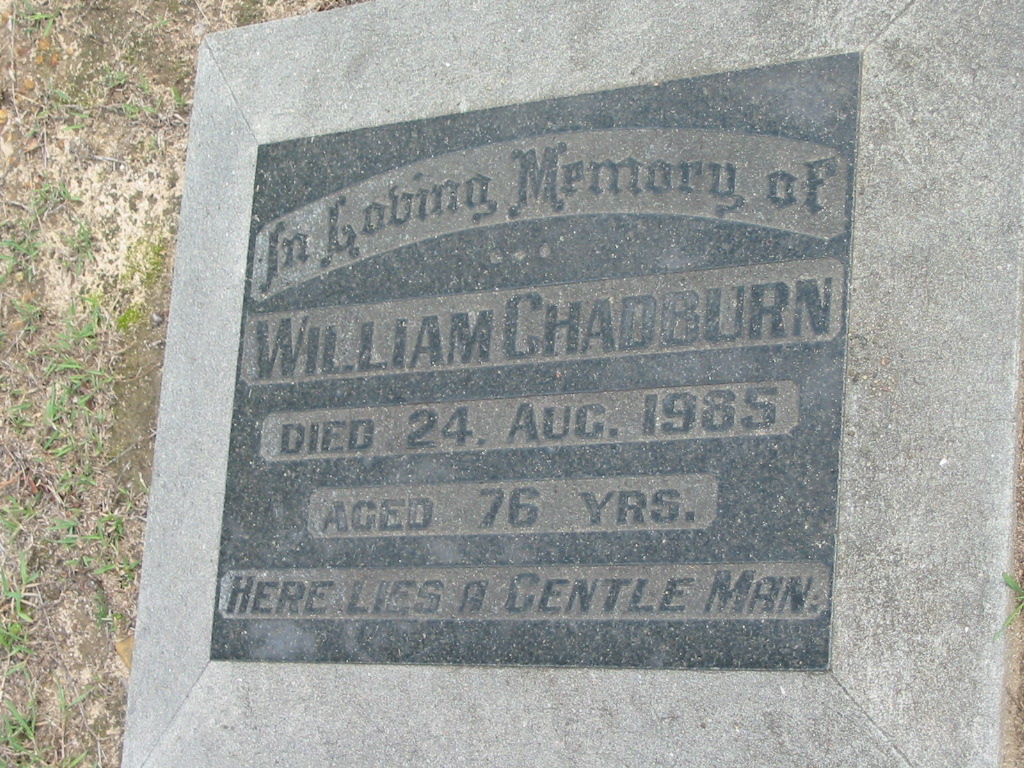 In Loving Memory of
...
WILLIAM CHADBURN
DIED 24. AUG. 1985
AGED 76 YRS.
HERE LIES A GENTLE MAN.